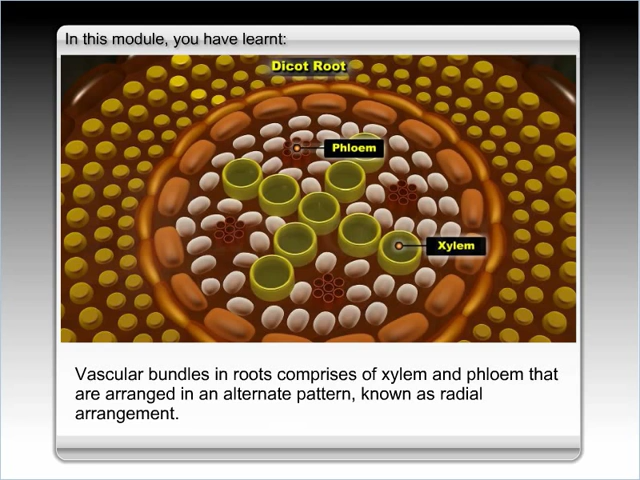 In this module, you have learnt:
Dicot Root
Phloem
Xylem
Vascular bundles in roots comprises of xylem and phloem that
are arranged in an alternate pattern, known as radial
arrangement.